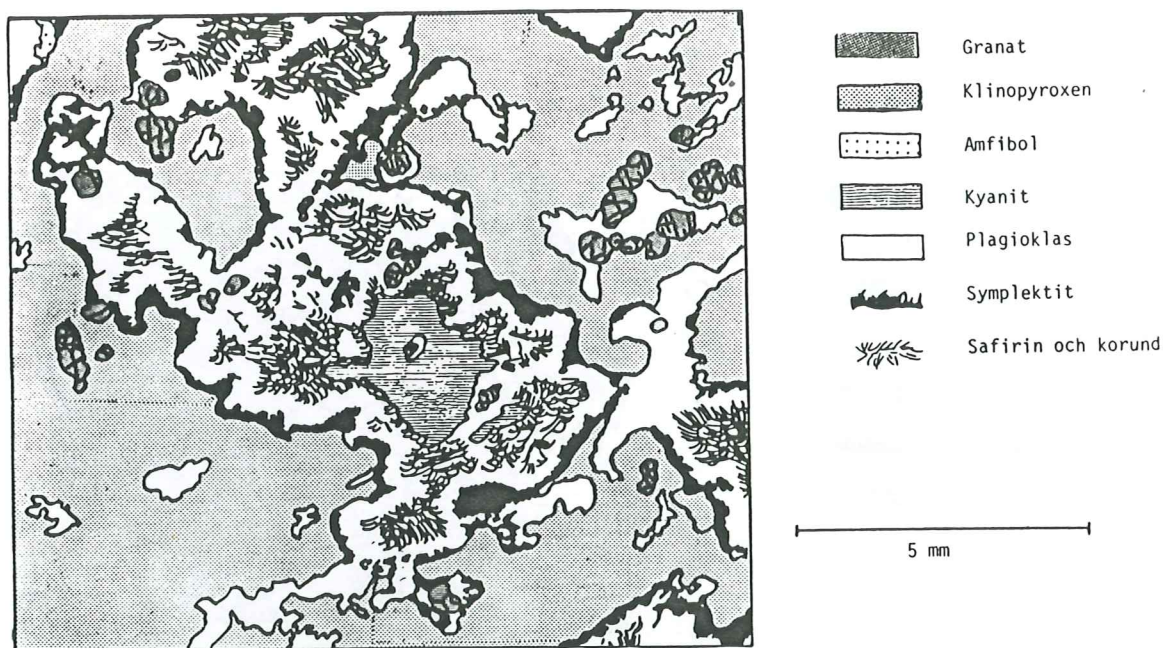 Granat
Klinopyroxen
Amfibol
Kyanit
Plagioklas
Symplektit
Safirin och korund
5 mm